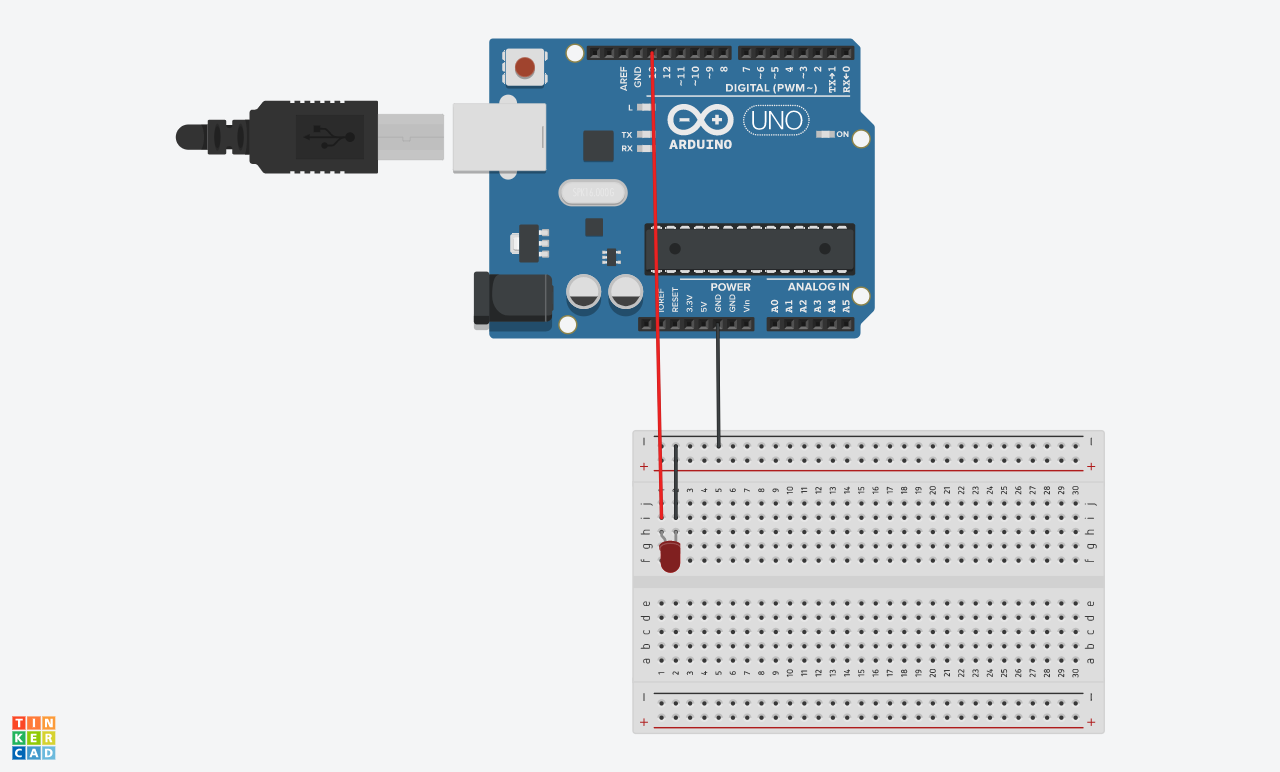 AREF
GND
13
12
~11
~10
~9
8
7
~6
~5
4
~3
2
TX→1
RX←0
DIGITAL (PWM~)
L
TX
RX
ARDUINO
UNO
ON
POWER
ANALOG IN
IOREF
RESET
3.3V
5V
GND
GND
Vin
A0
A1
A2
A3
A4
A5
− −
+ +
1 2 3 4 5 6 7 8 9 10 11 12 13 14 15 16 17 18 19 20 21 22 23 24 25 26 27 28 29 30
j j
i i
h h
g g
f f
e e
d d
c c
b b
a a
1 2 3 4 5 6 7 8 9 10 11 12 13 14 15 16 17 18 19 20 21 22 23 24 25 26 27 28 29 30
− −
+ +
TIN
KER
CAD